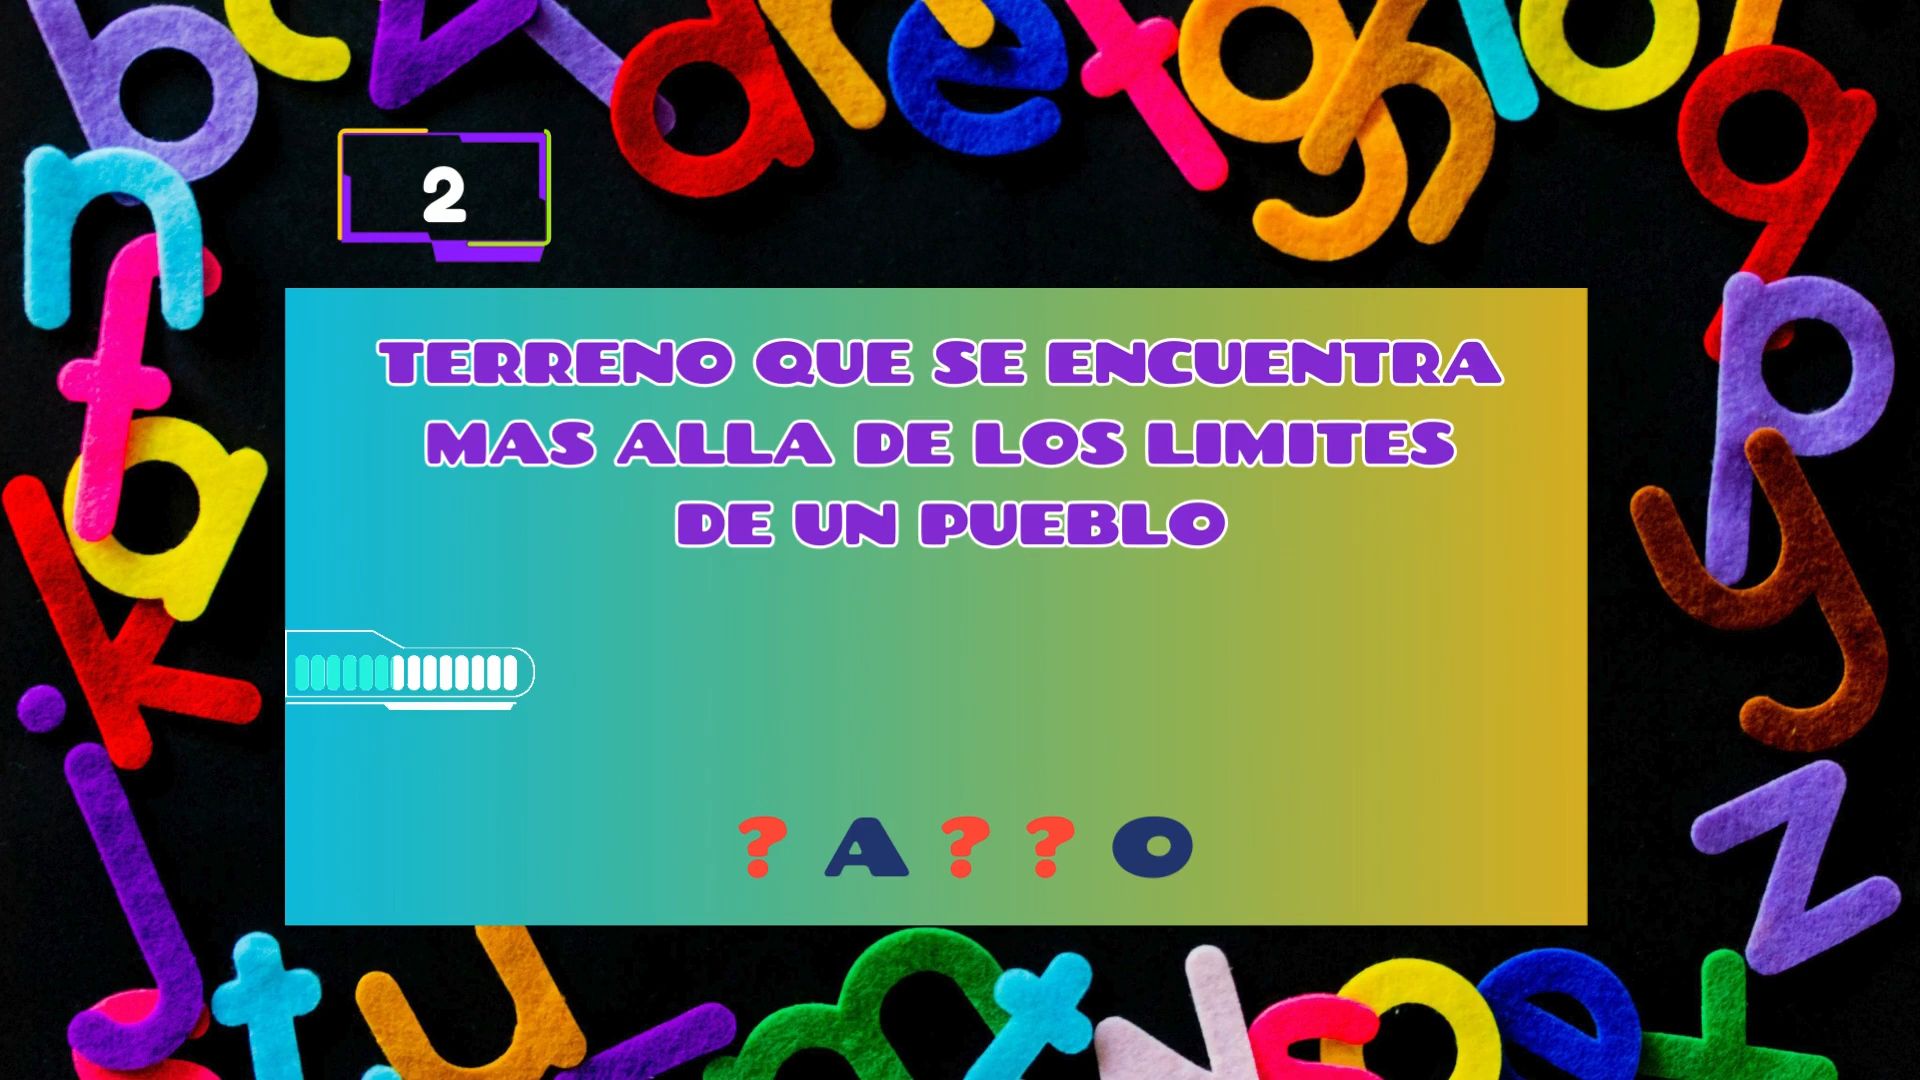 2
TERRENO QUE SE ENCUENTRA
MAS ALLA DE LOS LIMITES
DE UN PUEBLO
? A ? ? O